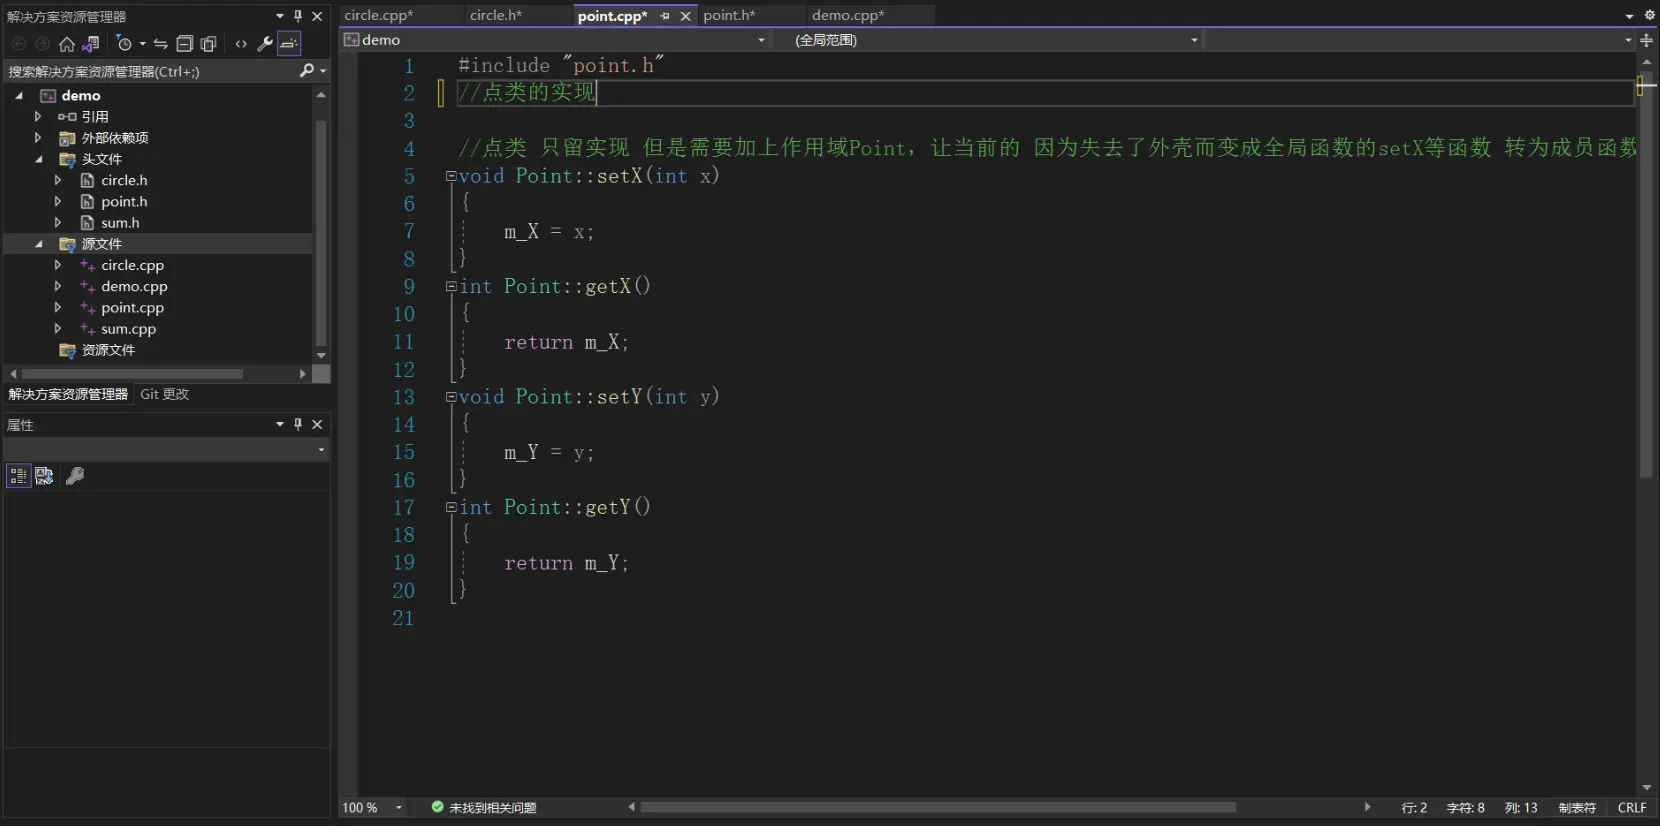 解决方案资源管理器
搜索解决方案资源管理器(Ctrl+;)
demo
引用
外部依赖项
头文件
circle.h
point.h
sum.h
源文件
circle.cpp
demo.cpp
point.cpp
sum.cpp
资源文件
解决方案资源管理器 Git 更改
属性
circle.cpp* circle.h* point.cpp* point.h* demo.cpp*
demo (全局范围)
1 #include "point.h"
2 //点类的实现
3
4 //点类 只留实现 但是需要加上作用域Point，让当前的 因为失去了外壳而变成全局函数的setX等函数 转为成员函数
5 void Point::setX(int x)
6 {
7 m_X = x;
8 }
9 int Point::getX()
10 {
11 return m_X;
12 }
13 void Point::setY(int y)
14 {
15 m_Y = y;
16 }
17 int Point::getY()
18 {
19 return m_Y;
20 }
21
100 % 未找到相关问题 行: 2 字符: 8 列: 13 制表符 CRLF